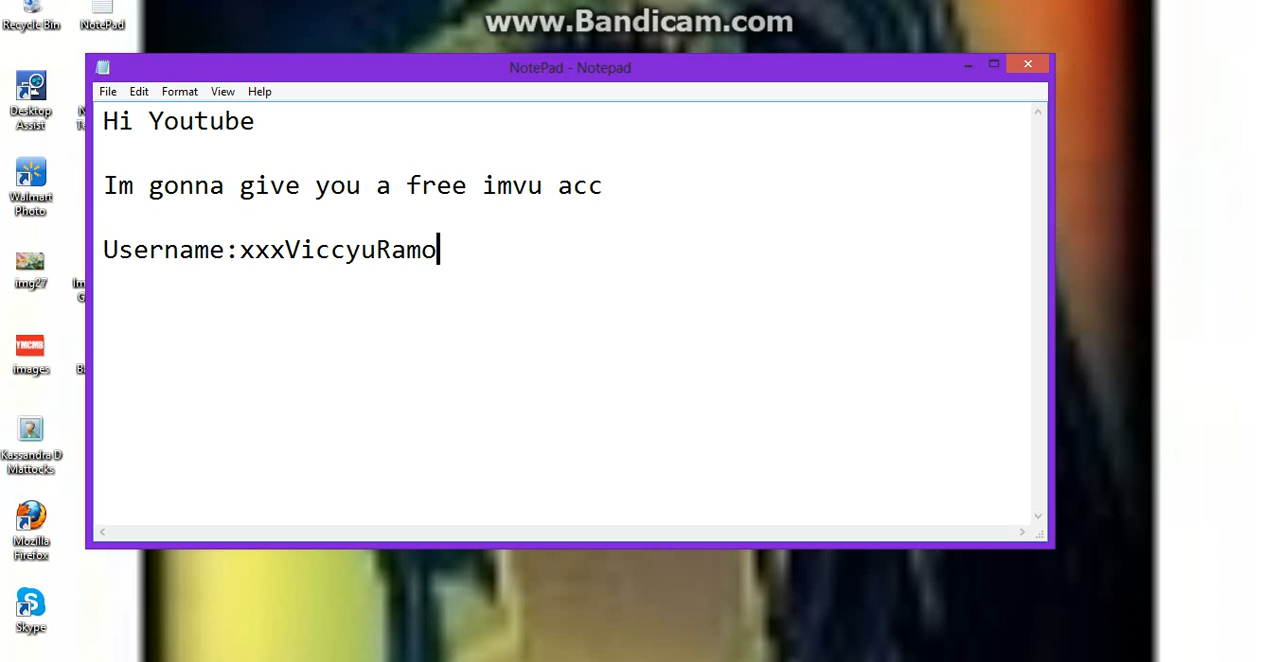 www.Bandicam.com
Recycle Bin
NotePad
NotePad - Notepad
File Edit Format View Help
Hi Youtube
Im gonna give you a free imvu acc
Username:xxxViccyuRamo
Desktop
Assist
Walmart
Photo
img27
YMCMB
images
Kassandra D
Mattocks
Mozilla
Firefox
Skype